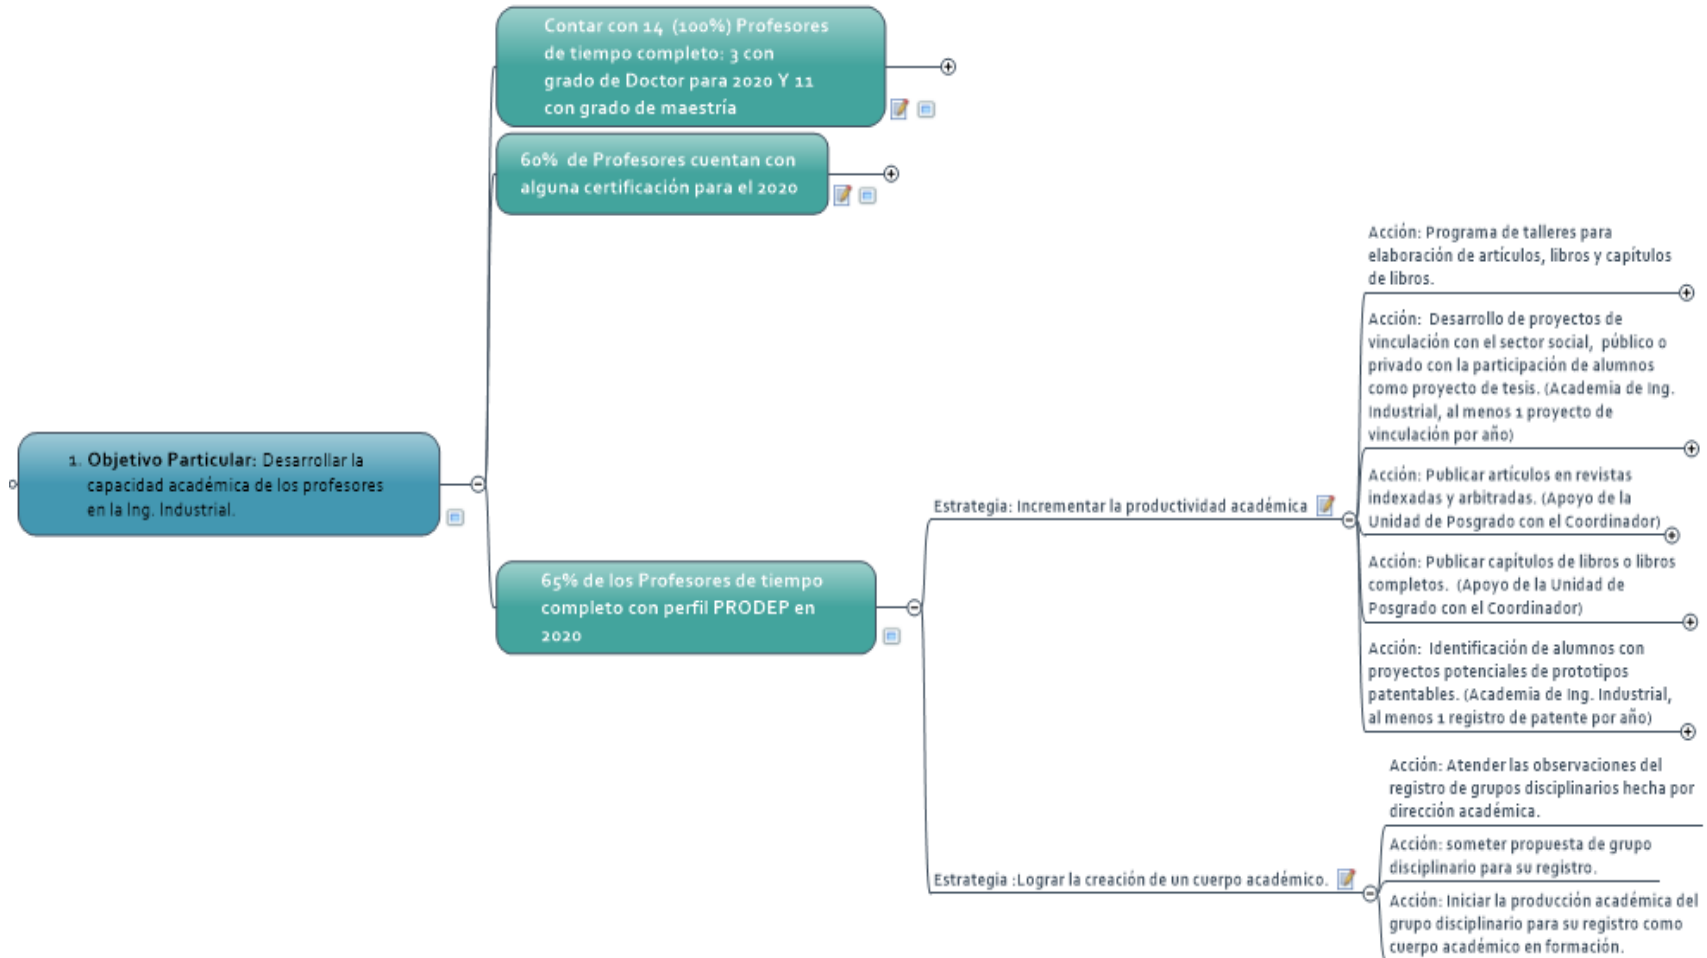 Contar con 14 (100%) Profesores
de tiempo completo: 3 con
grado de Doctor para 2020 Y 11
con grado de maestría
60% de Profesores cuentan con
alguna certificación para el 2020
1. Objetivo Particular: Desarrollar la
capacidad académica de los profesores
en la Ing. Industrial.
65% de los Profesores de tiempo
completo con perfil PRODEP en
2020
Estrategia: Incrementar la productividad académica
Acción: Programa de talleres para
elaboración de artículos, libros y capítulos
de libros.
Acción: Desarrollo de proyectos de
vinculación con el sector social, público o
privado con la participación de alumnos
como proyecto de tesis. (Academia de Ing.
Industrial, al menos 1 proyecto de
vinculación por año)
Acción: Publicar artículos en revistas
indexadas y arbitradas. (Apoyo de la
Unidad de Posgrado con el Coordinador)
Acción: Publicar capítulos de libros o libros
completos. (Apoyo de la Unidad de
Posgrado con el Coordinador)
Acción: Identificación de alumnos con
proyectos potenciales de prototipos
patentables. (Academia de Ing. Industrial,
al menos 1 registro de patente por año)
Estrategia :Lograr la creación de un cuerpo académico.
Acción: Atender las observaciones del
registro de grupos disciplinarios hecha por
dirección académica.
Acción: someter propuesta de grupo
disciplinario para su registro.
Acción: Iniciar la producción académica del
grupo disciplinario para su registro como
cuerpo académico en formación.